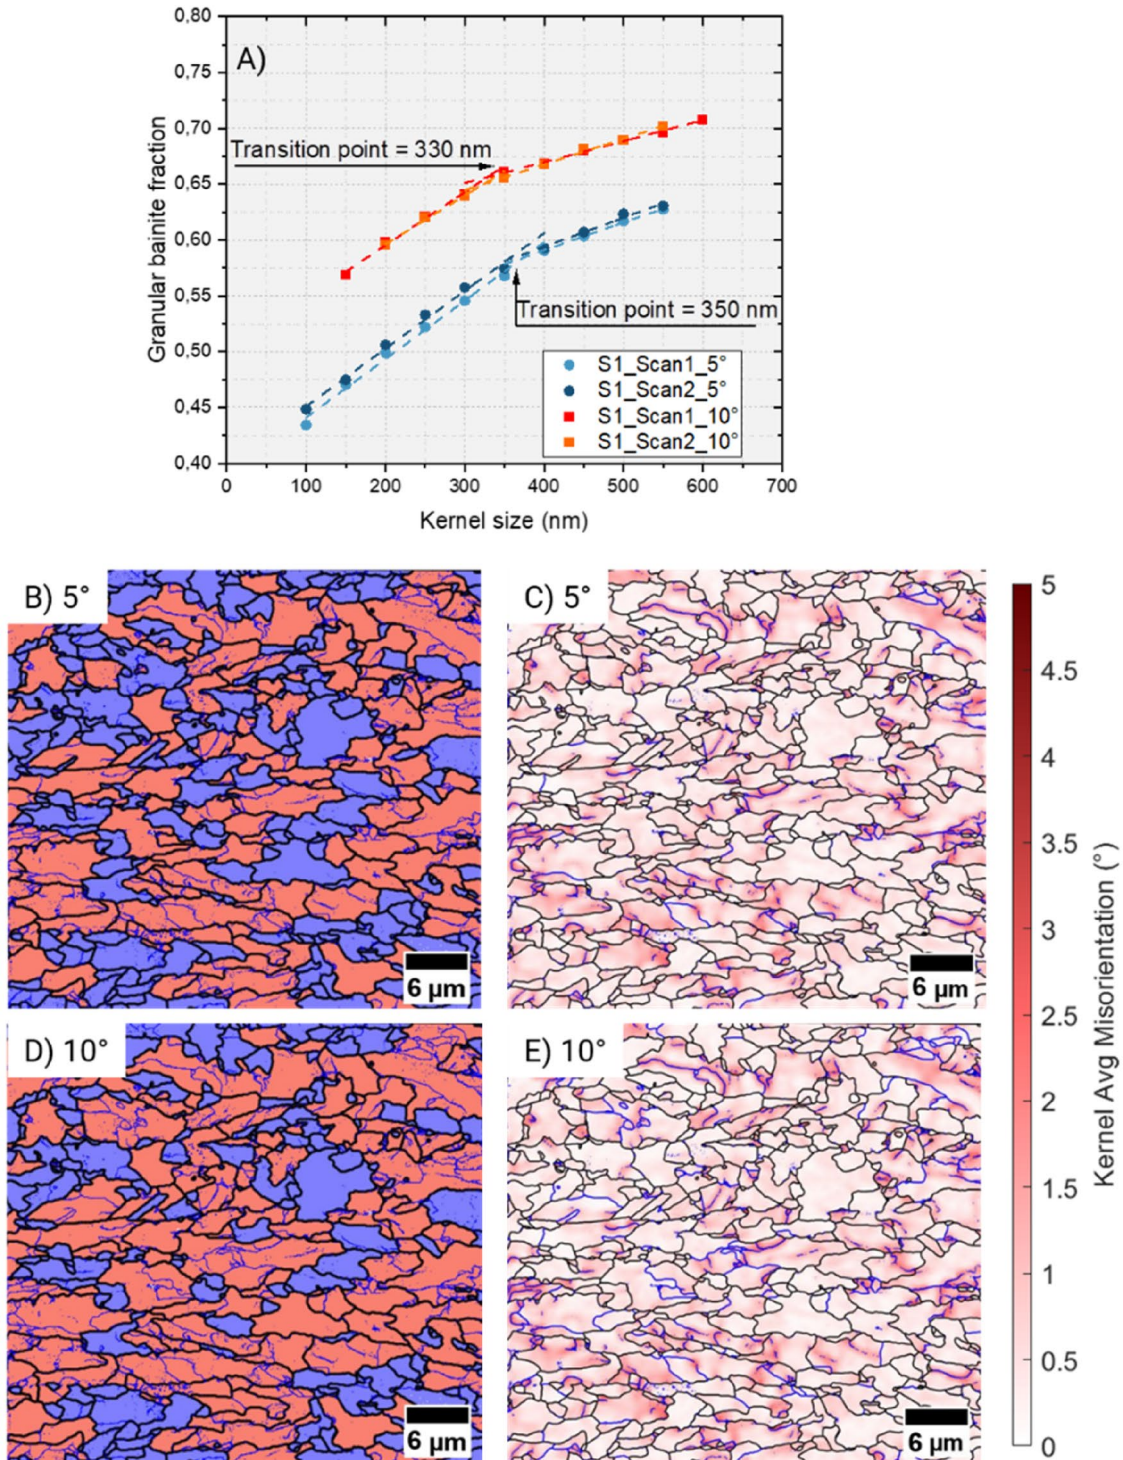 A)
0,80
0,75
0,70
0,65
0,60
0,55
0,50
0,45
0,40
Granular bainite fraction
Transition point = 330 nm
Transition point = 350 nm
S1_Scan1_5°
S1_Scan2_5°
S1_Scan1_10°
S1_Scan2_10°
0 100 200 300 400 500 600 700
Kernel size (nm)
B) 5°
6 µm
C) 5°
6 µm
D) 10°
6 µm
E) 10°
6 µm
5
4.5
4
3.5
3
2.5
2
1.5
1
0.5
0
Kernel Avg Misorientation (°)